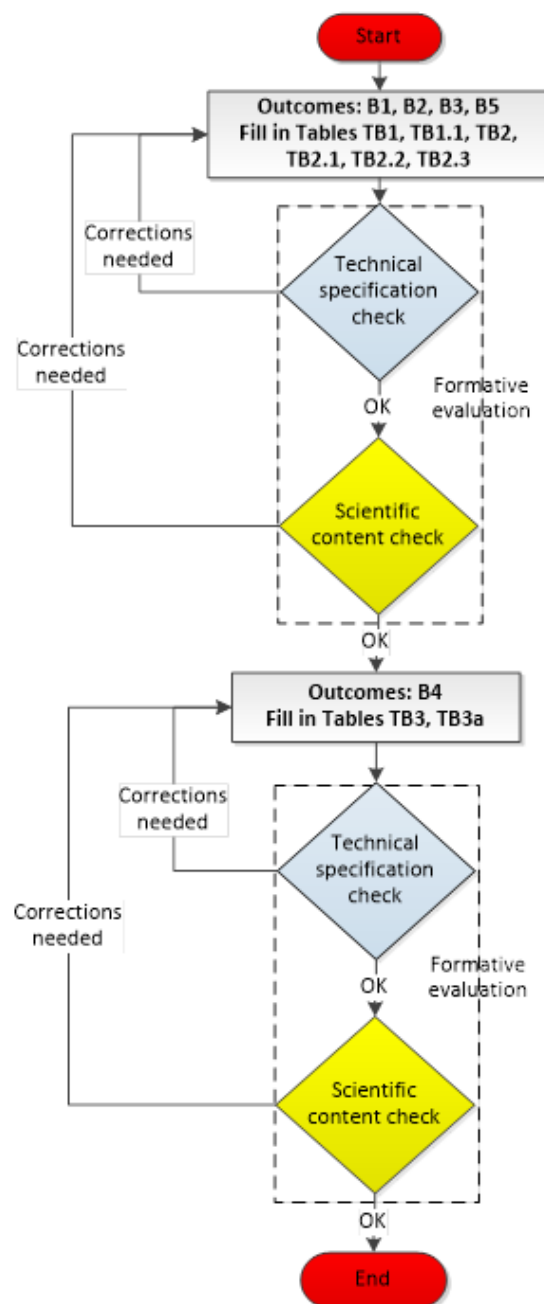 Start
Outcomes: B1, B2, B3, B5
Fill in Tables TB1, TB1.1, TB2,
TB2.1, TB2.2, TB2.3
Corrections
needed
Technical
specification
check
Corrections
needed
Formative
evaluation
OK
Scientific
content check
OK
Outcomes: B4
Fill in Tables TB3, TB3a
Corrections
needed
Technical
specification
check
Corrections
needed
Formative
evaluation
OK
Scientific
content check
OK
End